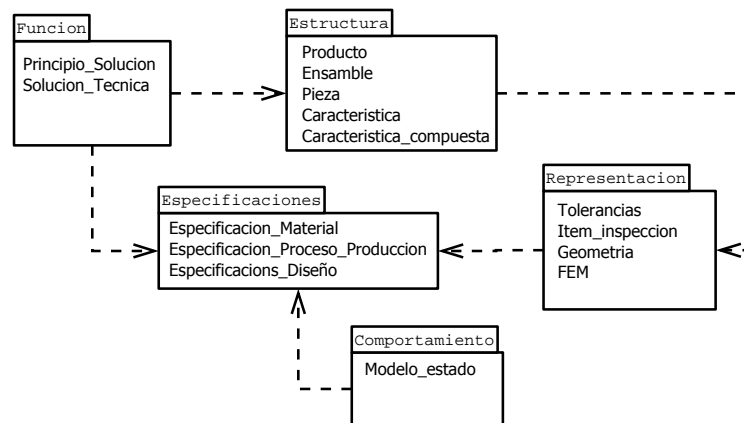 Funcion
Principio_Solucion
Solucion_Tecnica
Estructura
Producto
Ensamble
Pieza
Caracteristica
Caracteristica_compuesta
Especificaciones
Especificacion_Material
Especificacion_Proceso_Produccion
Especificacions_Diseño
Representacion
Tolerancias
Item_inspeccion
Geometria
FEM
Comportamiento
Modelo_estado